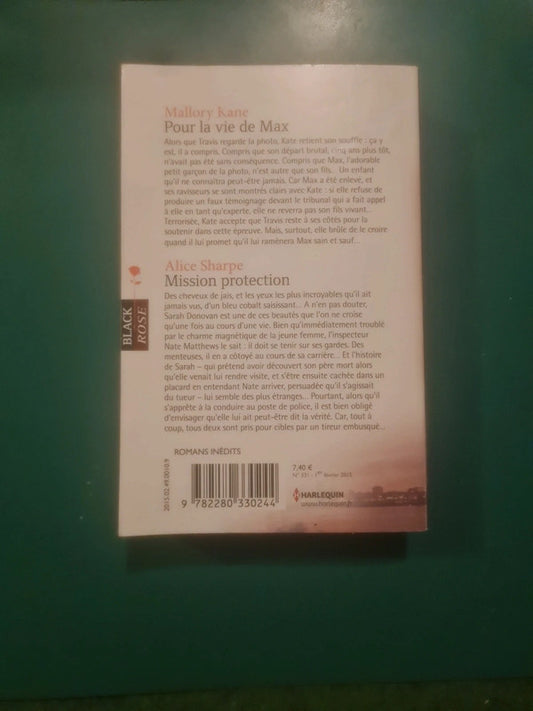 Mallory Kane
Pour la vie de Max
Alors que Travis regarde la photo, Kate retient son souffle : ça y
est, il a compris. Compris que son départ brutal, cinq ans plus tôt,
n'avait pas été sans conséquence. Compris que Max, l'adorable
petit garçon de la photo, n'est autre que son fils... Un enfant
qu'il ne connaîtra peut-être jamais. Car Max a été enlevé, et
ses ravisseurs se sont montrés clairs avec Kate : si elle refuse de
produire un faux témoignage devant le tribunal qui a fait appel
à elle en tant qu'experte, elle ne reverra pas son fils vivant...
Terrorisée, Kate accepte que Travis reste à ses côtés pour la
soutenir dans cette épreuve. Mais, surtout, elle brûle de le croire
quand il lui promet qu'il lui ramènera Max sain et sauf...
Alice Sharpe
Mission protection
Des cheveux de jais, et les yeux les plus incroyables qu'il ait
jamais vus, d'un bleu cobalt saisissant... A n'en pas douter,
Sarah Donovan est une de ces beautés que l'on ne croise
qu'une fois au cours d'une vie. Bien qu'immédiatement troublé
par le charme magnétique de la jeune femme, l'inspecteur
Nate Matthews le sait : il doit se tenir sur ses gardes. Des
menteuses, il en a côtoyé au cours de sa carrière... Et l'histoire
de Sarah – qui prétend avoir découvert son père mort alors
qu'elle venait lui rendre visite, et s'être ensuite cachée dans un
placard en entendant Nate arriver, persuadée qu'il s'agissait
du tueur – lui semble des plus étranges... Pourtant, alors qu'il
s'apprête à la conduire au poste de police, il est bien obligé
d'envisager qu'elle lui ait peut-être dit la vérité. Car, tout à
coup, tous deux sont pris pour cibles par un tireur embusqué...
BLACK
ROSE
ROMANS INÉDITS
2015.02.49.0010.9
9 782280 330244
7,40 €
N° 331 - 1er février 2015
HARLEQUIN
www.harlequin.fr